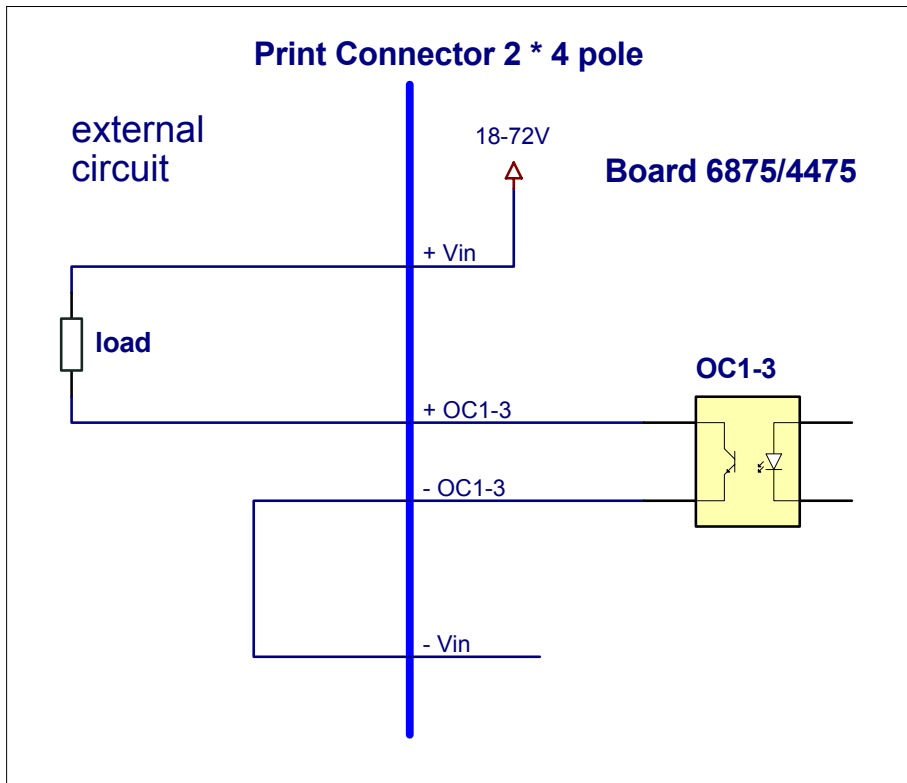 Print Connector 2 * 4 pole
external
circuit
18-72V
Board 6875/4475
+ Vin
load
OC1-3
+ OC1-3
- OC1-3
- Vin